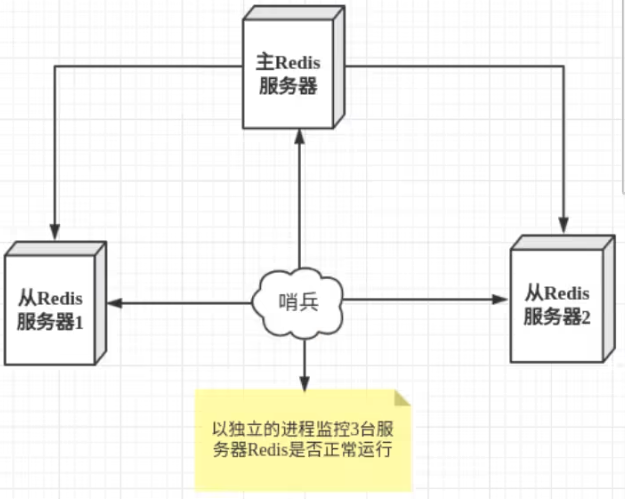 主Redis
服务器
从Redis
服务器1
哨兵
从Redis
服务器2
以独立的进程监控3台服
务器Redis是否正常运行